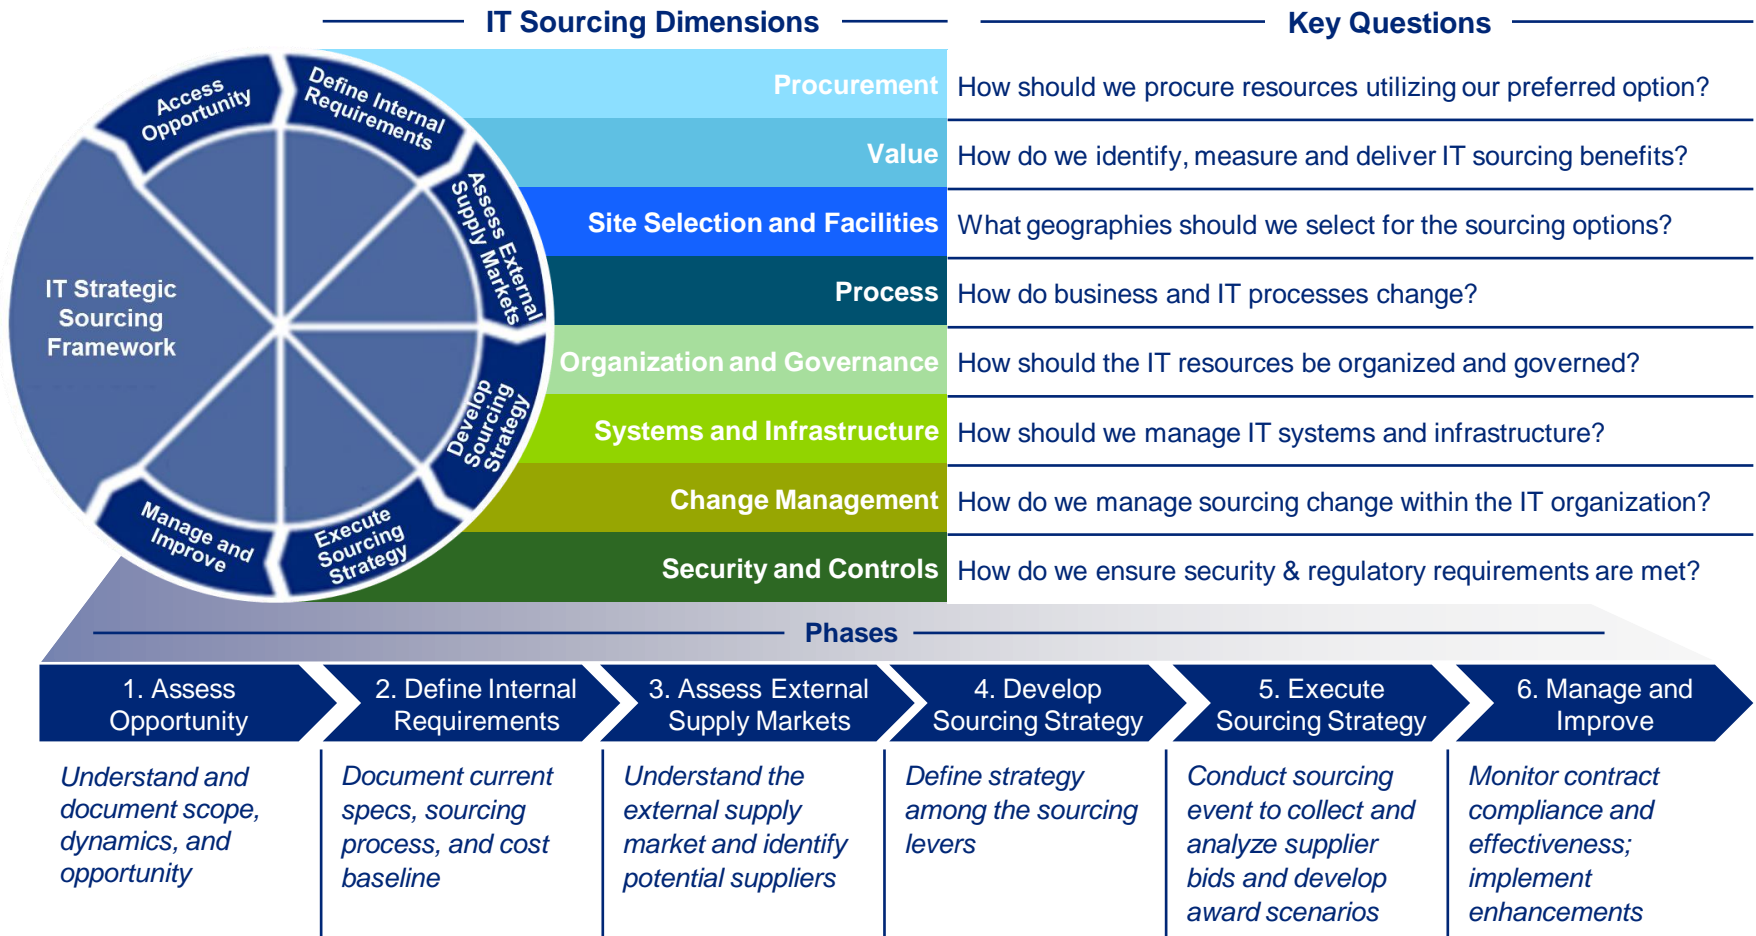 IT Sourcing Dimensions
Key Questions
Access
Opportunity
Define Internal
Requirements
Assess External
Supply Markets
Develop
Sourcing
Strategy
Execute
Sourcing
Strategy
Manage and
Improve
IT Strategic
Sourcing
Framework
Procurement
How should we procure resources utilizing our preferred option?
Value
How do we identify, measure and deliver IT sourcing benefits?
Site Selection and Facilities
What geographies should we select for the sourcing options?
Process
How do business and IT processes change?
Organization and Governance
How should the IT resources be organized and governed?
Systems and Infrastructure
How should we manage IT systems and infrastructure?
Change Management
How do we manage sourcing change within the IT organization?
Security and Controls
How do we ensure security & regulatory requirements are met?
Phases
1. Assess
Opportunity
2. Define Internal
Requirements
3. Assess External
Supply Markets
4. Develop
Sourcing Strategy
5. Execute
Sourcing Strategy
6. Manage and
Improve
Understand and
document scope,
dynamics, and
opportunity
Document current
specs, sourcing
process, and cost
baseline
Understand the
external supply
market and identify
potential suppliers
Define strategy
among the sourcing
levers
Conduct sourcing
event to collect and
analyze supplier
bids and develop
award scenarios
Monitor contract
compliance and
effectiveness;
implement
enhancements